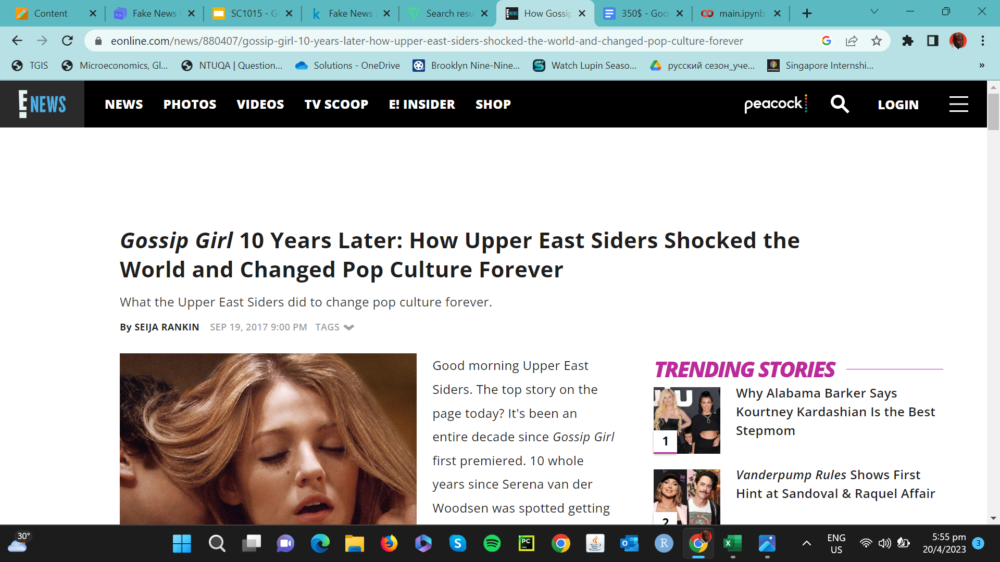 Content
Fake News
SC1015 - G
Fake News
Search resu
How Gossip
350$ - Goo
main.ipynb
eonline.com/news/880407/gossip-girl-10-years-later-how-upper-east-siders-shocked-the-world-and-changed-pop-culture-forever
TGIS
Microeconomics, Gl...
NTUQA | Question...
Solutions - OneDrive
Brooklyn Nine-Nine...
Watch Lupin Seaso...
русский сезон_уче...
Singapore Internshi...
»
E! NEWS
NEWS
PHOTOS
VIDEOS
TV SCOOP
E! INSIDER
SHOP
peacock
LOGIN
Gossip Girl 10 Years Later: How Upper East Siders Shocked the
World and Changed Pop Culture Forever
What the Upper East Siders did to change pop culture forever.
By SEIJA RANKIN SEP 19, 2017 9:00 PM TAGS
Good morning Upper East
Siders. The top story on the
page today? It's been an
entire decade since Gossip Girl
first premiered. 10 whole
years since Serena van der
Woodsen was spotted getting
TRENDING STORIES
1
Why Alabama Barker Says
Kourtney Kardashian Is the Best
Stepmom
2
Vanderpump Rules Shows First
Hint at Sandoval & Raquel Affair
30°
ENG
US
5:55 pm
20/4/2023
3